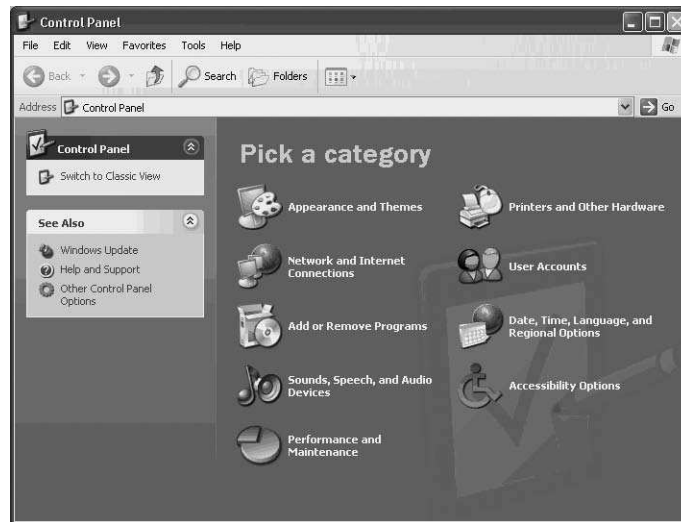 Control Panel
File Edit View Favorites Tools Help
Back Search Folders
Address Control Panel Go
Control Panel
Switch to Classic View
See Also
Windows Update
Help and Support
Other Control Panel
Options
Pick a category
Appearance and Themes
Printers and Other Hardware
Network and Internet
Connections
User Accounts
Add or Remove Programs
Date, Time, Language, and
Regional Options
Sounds, Speech, and Audio
Devices
Accessibility Options
Performance and
Maintenance